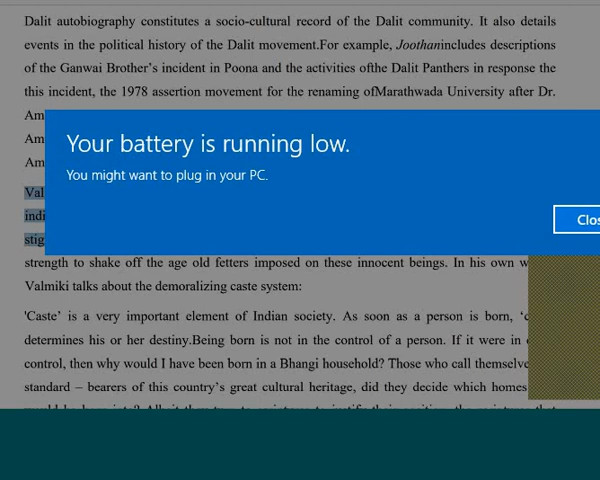 Dalit autobiography constitutes a socio-cultural record of the Dalit community. It also details
events in the political history of the Dalit movement.For example, Joothanincludes descriptions
of the Ganwai Brother's incident in Poona and the activities ofthe Dalit Panthers in response the
this incident, the 1978 assertion movement for the renaming ofMarathwada University after Dr.
Am
Am
Am
Your battery is running low.
You might want to plug in your PC.
Clos
Val
indi
stig
strength to shake off the age old fetters imposed on these innocent beings. In his own w
Valmiki talks about the demoralizing caste system:
'Caste' is a very important element of Indian society. As soon as a person is born, 'c
determines his or her destiny.Being born is not in the control of a person. If it were in
control, then why would I have been born in a Bhangi household? Those who call themselve
standard – bearers of this country's great cultural heritage, did they decide which homes